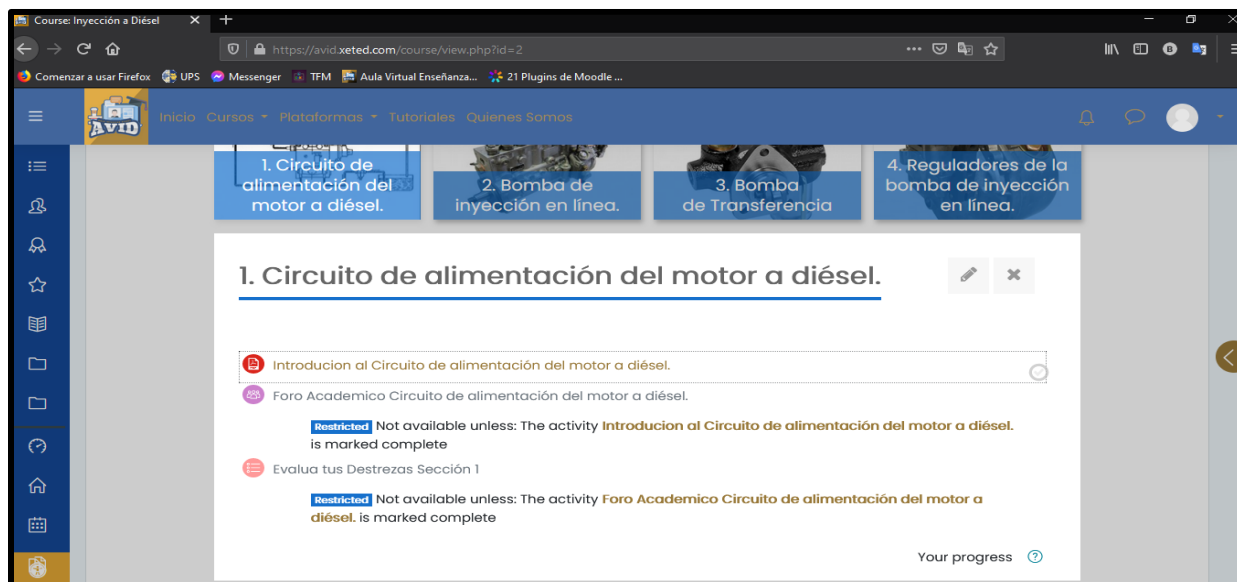 Course: Inyección a Diésel
https://avid.xeted.com/course/view.php?id=2
Comenzar a usar Firefox UPS Messenger TFM Aula Virtual Enseñanza... 21 Plugins de Moodle ...
AVID
Inicio Cursos Plataformas Tutoriales Quienes Somos
1. Circuito de
alimentación del
motor a diésel.
2. Bomba de
inyección en línea.
3. Bomba
de Transferencia
4. Reguladores de la
bomba de inyección
en línea.
1. Circuito de alimentación del motor a diésel.
Introducion al Circuito de alimentación del motor a diésel.
Foro Academico Circuito de alimentación del motor a diésel.
Restricted Not available unless: The activity Introducion al Circuito de alimentación del motor a diésel.
is marked complete
Evalua tus Destrezas Sección 1
Restricted Not available unless: The activity Foro Academico Circuito de alimentación del motor a
diésel. is marked complete
Your progress